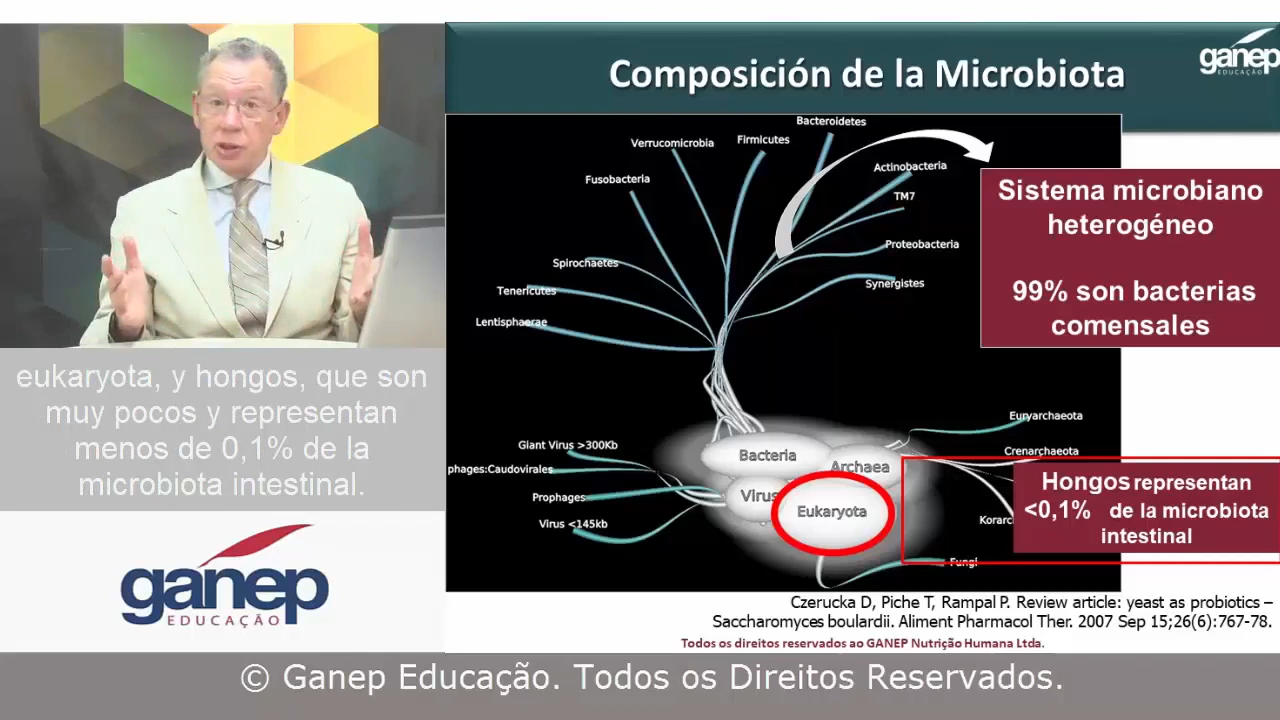 Composición de la Microbiota
ganep
EDUCAÇÃO
Bacteroidetes
Verrucomicrobia
Firmicutes
Fusobacteria
Actinobacteria
TM7
Proteobacteria
Spirochaetes
Synergistes
Tenericutes
Lentisphaerae
Sistema microbiano
heterogéneo
99% son bacterias
comensales
eukaryota, y hongos, que son
muy pocos y representan
menos de 0,1% de la
microbiota intestinal.
Euryarchaeota
Giant Virus >300Kb
Bacteria
Crenarchaeota
Archaea
phages:Caudovirales
Prophages
Virus
Eukaryota
Virus <145kb
Korarc
Fungi
Hongos representan
<0,1% de la microbiota
intestinal
ganep
EDUCAÇÃO
Czerucka D, Piche T, Rampal P. Review article: yeast as probiotics –
Saccharomyces boulardii. Aliment Pharmacol Ther. 2007 Sep 15;26(6):767-78.
Todos os direitos reservados ao GANEP Nutrição Humana Ltda.
© Ganep Educação. Todos os Direitos Reservados.